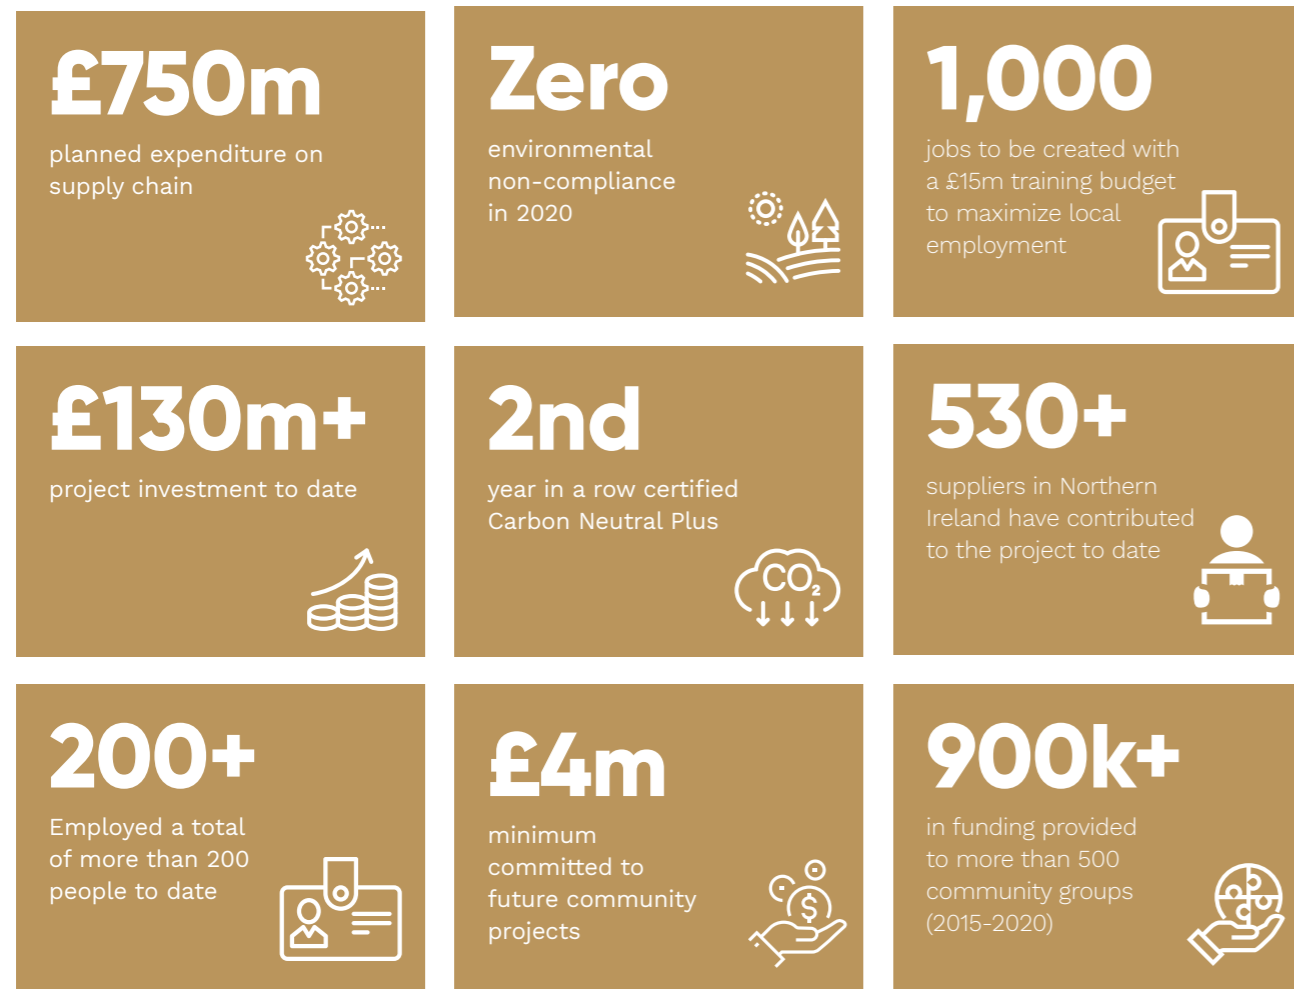 £750m
planned expenditure on
supply chain
Zero
environmental
non-compliance
in 2020
1,000
jobs to be created with
a £15m training budget
to maximize local
employment
£130m+
project investment to date
2nd
year in a row certified
Carbon Neutral Plus
CO₂
530+
suppliers in Northern
Ireland have contributed
to the project to date
200+
Employed a total
of more than 200
people to date
£4m
minimum
committed to
future community
projects
$
900k+
in funding provided
to more than 500
community groups
(2015-2020)